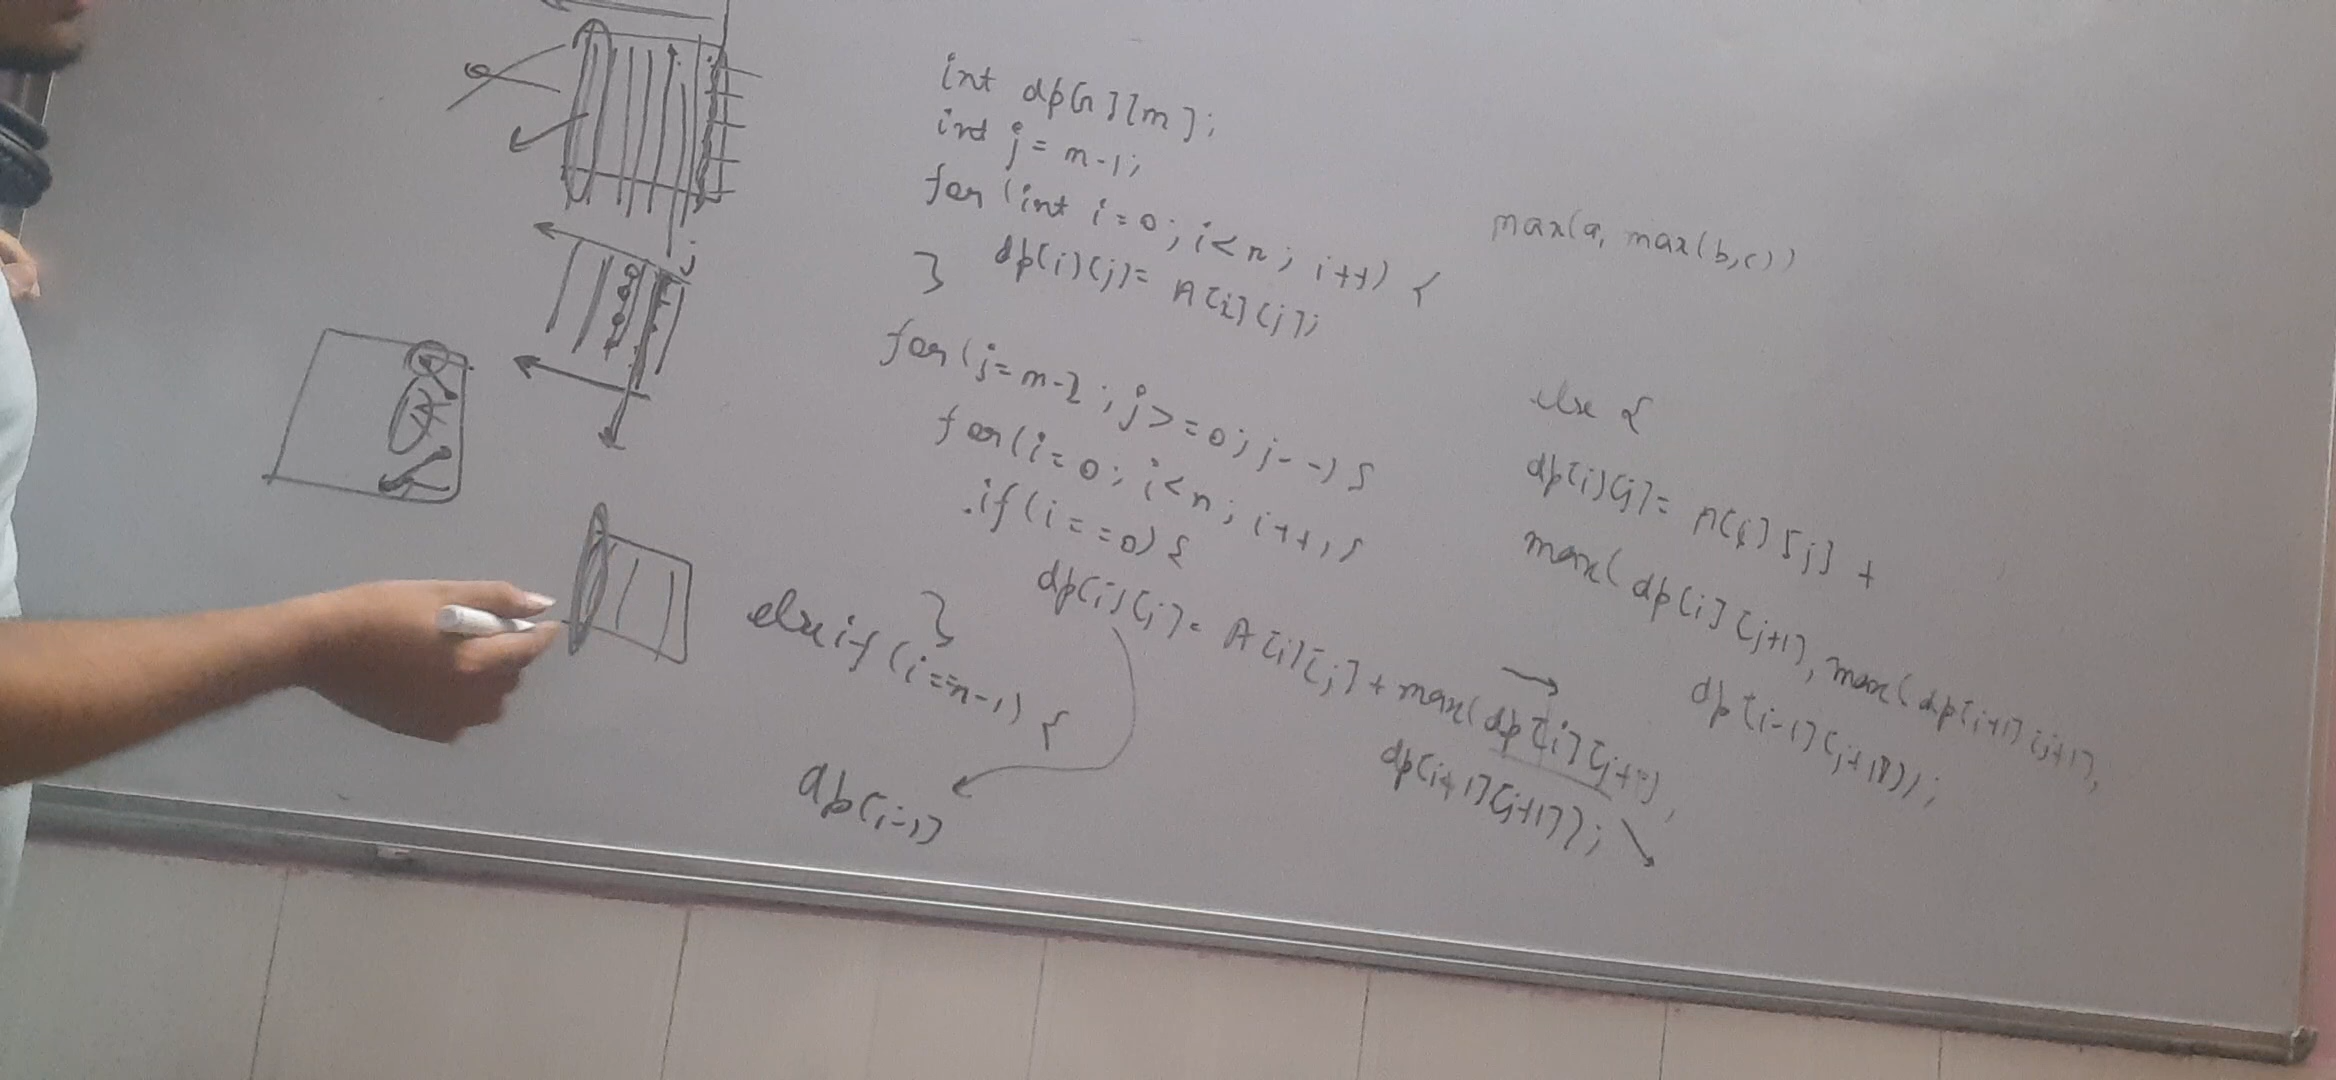 int dp[n][m];
int j = m-1;
for (int i=0; i<n; i++) {
dp[i][j] = A[i][j];
}
for (j=m-2; j>=0; j--) {
for (i=0; i<n; i++) {
if (i==0) {
dp[i][j] = A[i][j] + max(dp[i][j+1],
dp[i+1][j+1]);
}
else if (i==n-1) {
dp[i-1]
max(a, max(b,c))
else {
dp[i][j] = A[i][j] +
max(dp[i][j+1], max(dp[i+1][j+1],
dp[i-1][j+1]));
j